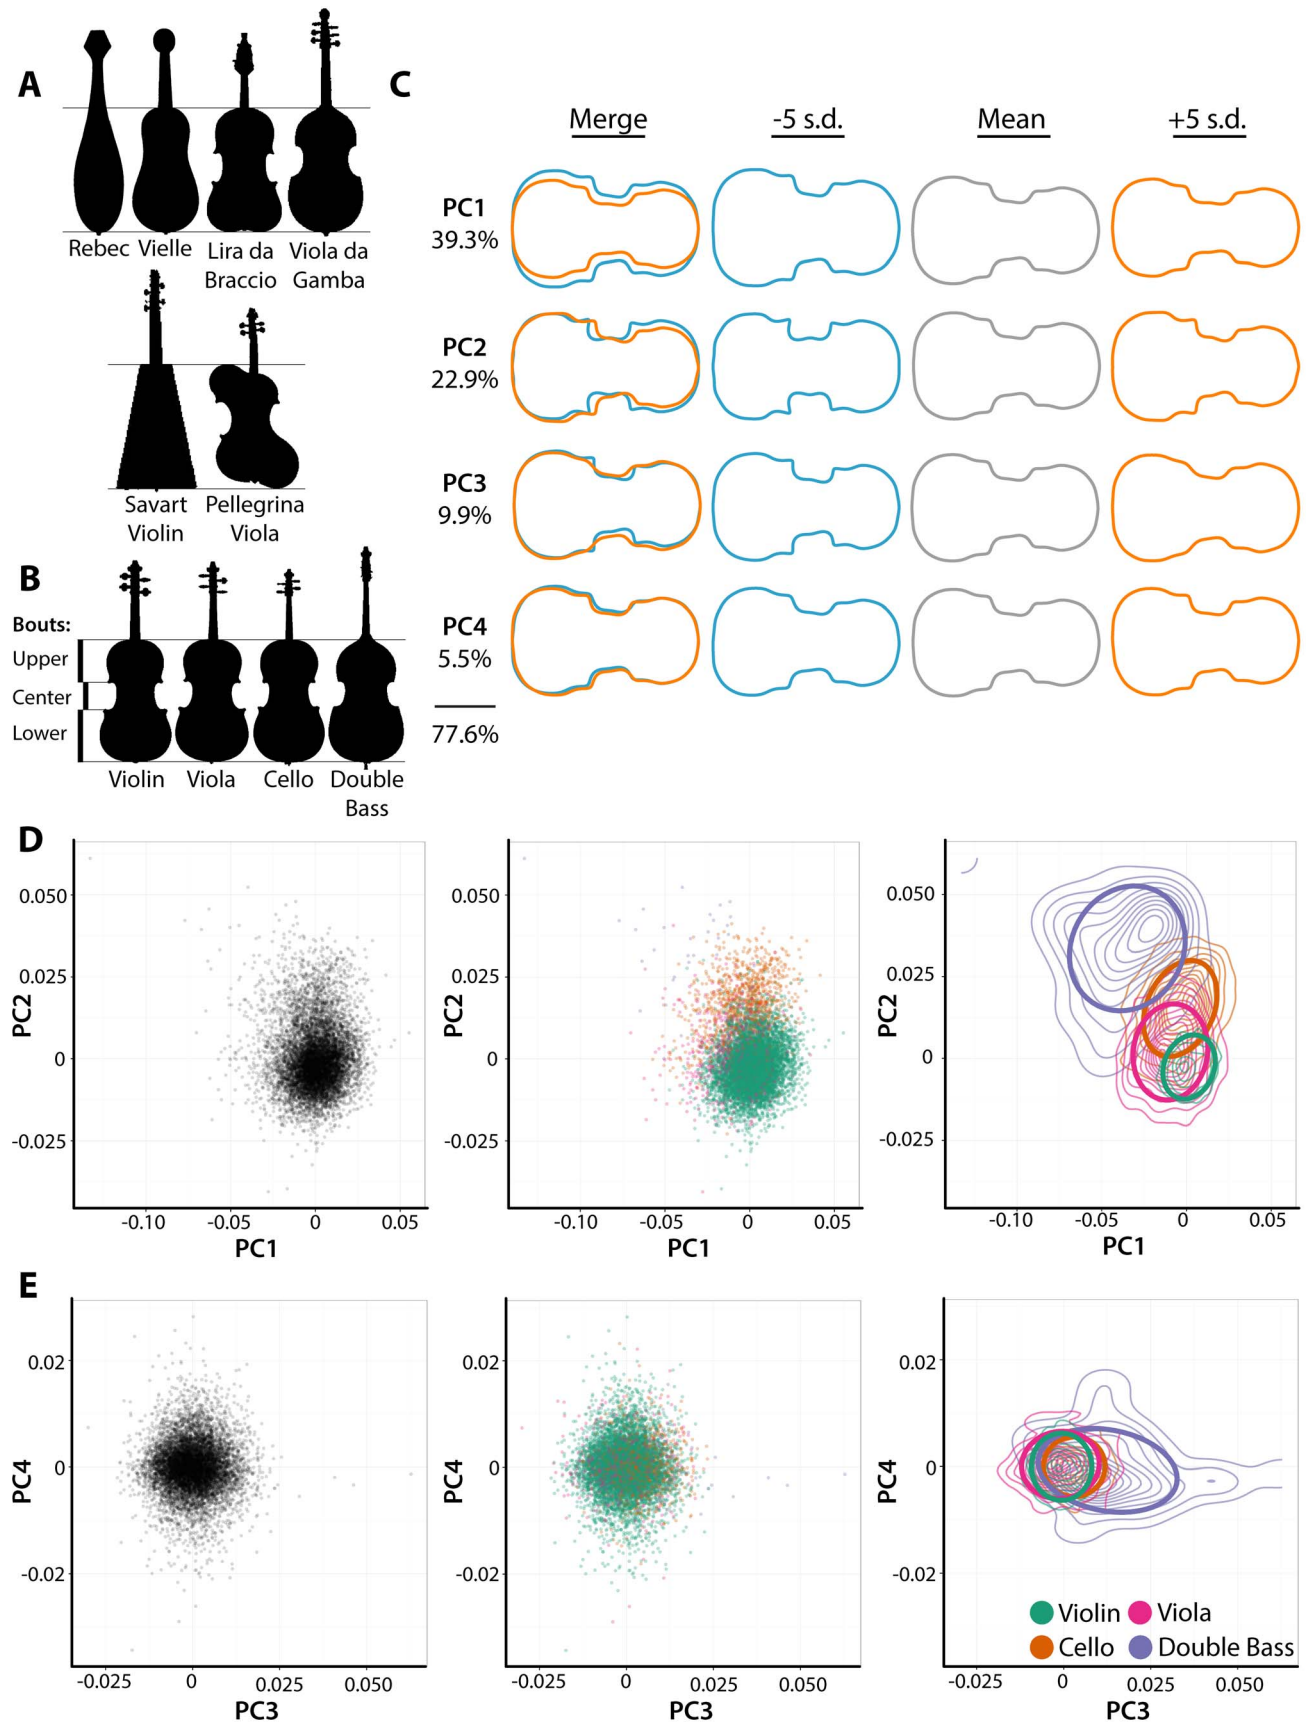 A
Rebec Vielle Lira da Braccio Viola da Gamba
Savart Violin Pellegrina Viola
B
Bouts:
Upper
Center
Lower
Violin Viola Cello Double Bass
C
Merge -5 s.d. Mean +5 s.d.
PC1
39.3%
PC2
22.9%
PC3
9.9%
PC4
5.5%
77.6%
D
PC2
0.050
0.025
0
-0.025
-0.10 -0.05 0 0.05
PC1
PC2
0.050
0.025
0
-0.025
-0.10 -0.05 0 0.05
PC1
PC2
0.050
0.025
0
-0.025
-0.10 -0.05 0 0.05
PC1
E
PC4
0.02
0
-0.02
-0.025 0 0.025 0.050
PC3
PC4
0.02
0
-0.02
-0.025 0 0.025 0.050
PC3
PC4
0.02
0
-0.02
Violin Viola
Cello Double Bass
-0.025 0 0.025 0.050
PC3